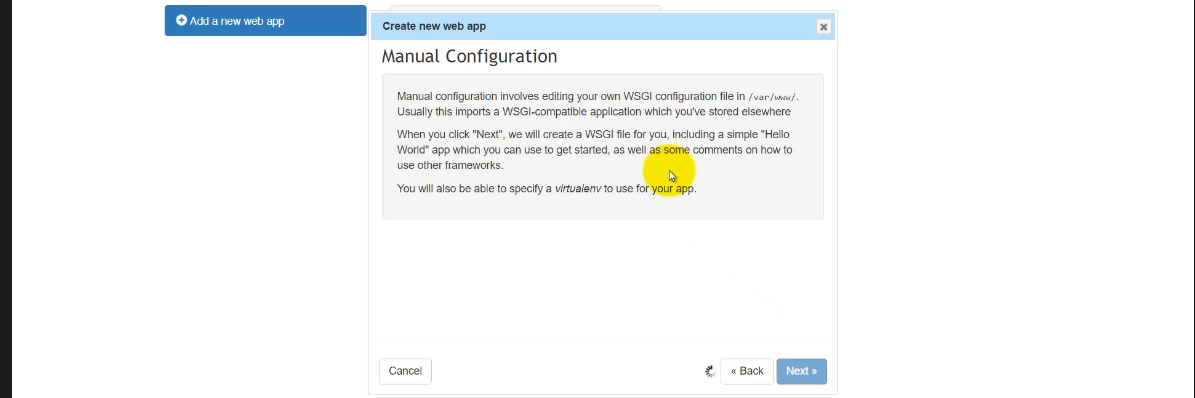 Add a new web app
Create new web app
Manual Configuration
Manual configuration involves editing your own WSGI configuration file in /var/www/.
Usually this imports a WSGI-compatible application which you've stored elsewhere
When you click "Next", we will create a WSGI file for you, including a simple "Hello
World" app which you can use to get started, as well as some comments on how to
use other frameworks.
You will also be able to specify a virtualenv to use for your app.
Cancel
« Back
Next »